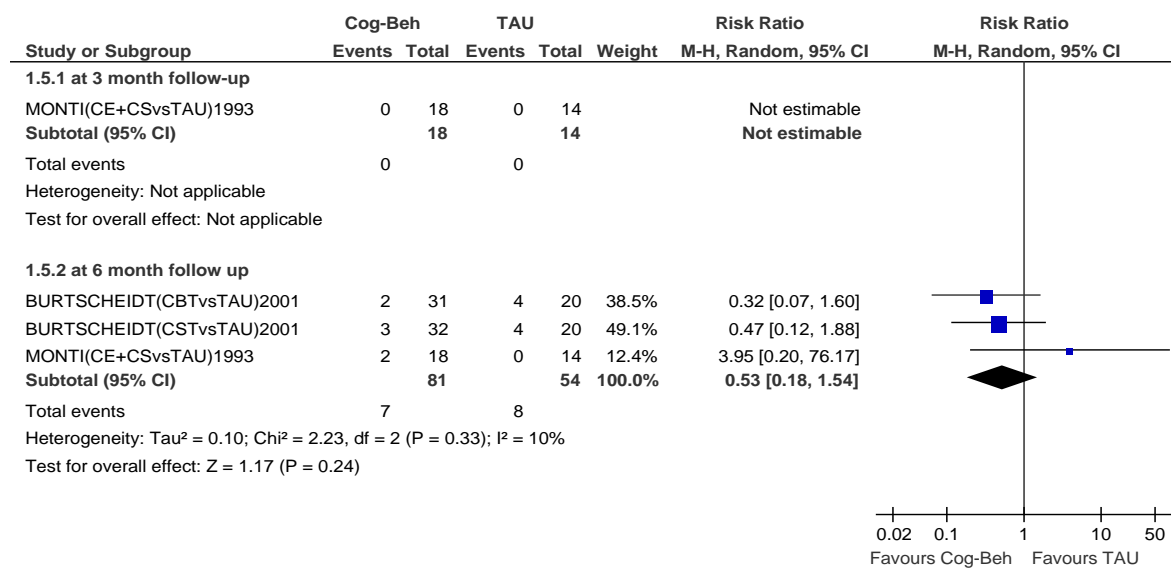 Cog-Beh TAU Risk Ratio Risk Ratio
Study or Subgroup Events Total Events Total Weight M-H, Random, 95% CI M-H, Random, 95% CI
1.5.1 at 3 month follow-up
MONTI(CE+CSvsTAU)1993 0 18 0 14 Not estimable
Subtotal (95% CI) 18 14 Not estimable
Total events 0 0
Heterogeneity: Not applicable
Test for overall effect: Not applicable
1.5.2 at 6 month follow up
BURTSCHEIDT(CBTvsTAU)2001 2 31 4 20 38.5% 0.32 [0.07, 1.60]
BURTSCHEIDT(CSTvsTAU)2001 3 32 4 20 49.1% 0.47 [0.12, 1.88]
MONTI(CE+CSvsTAU)1993 2 18 0 14 12.4% 3.95 [0.20, 76.17]
Subtotal (95% CI) 81 54 100.0% 0.53 [0.18, 1.54]
Total events 7 8
Heterogeneity: Tau² = 0.10; Chi² = 2.23, df = 2 (P = 0.33); I² = 10%
Test for overall effect: Z = 1.17 (P = 0.24)
0.02 0.1 1 10 50
Favours Cog-Beh Favours TAU